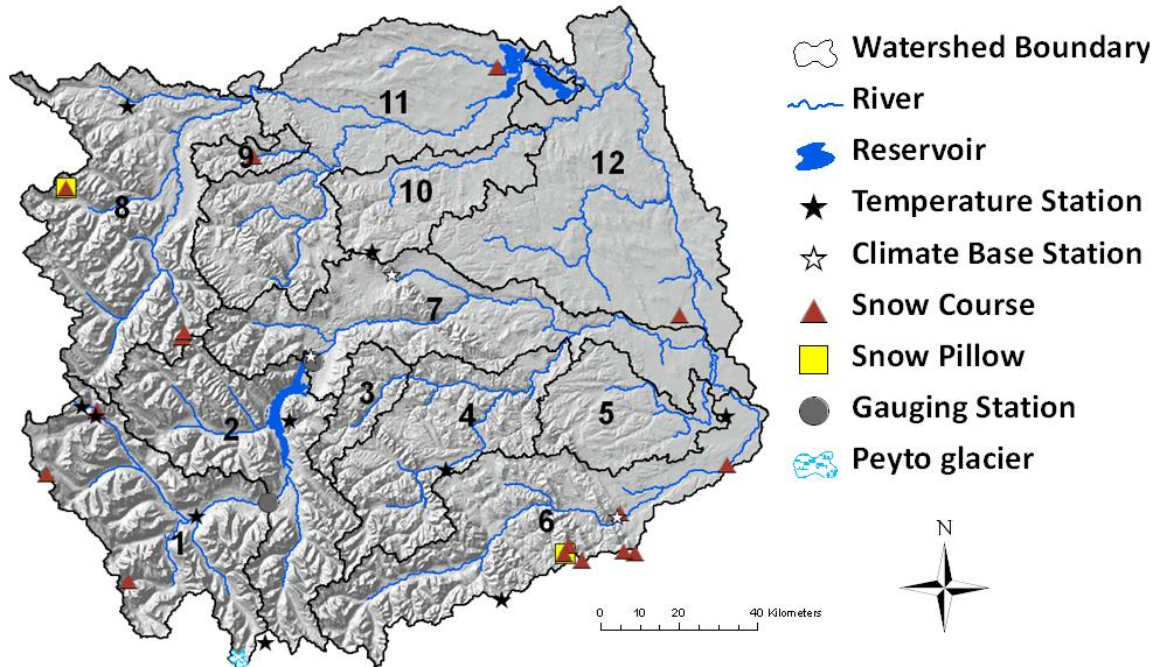 Watershed Boundary
River
Reservoir
Temperature Station
Climate Base Station
Snow Course
Snow Pillow
Gauging Station
Peyto glacier
11
12
9
10
8
7
3
4
5
2
6
1
N
0 10 20 40 Kilometers